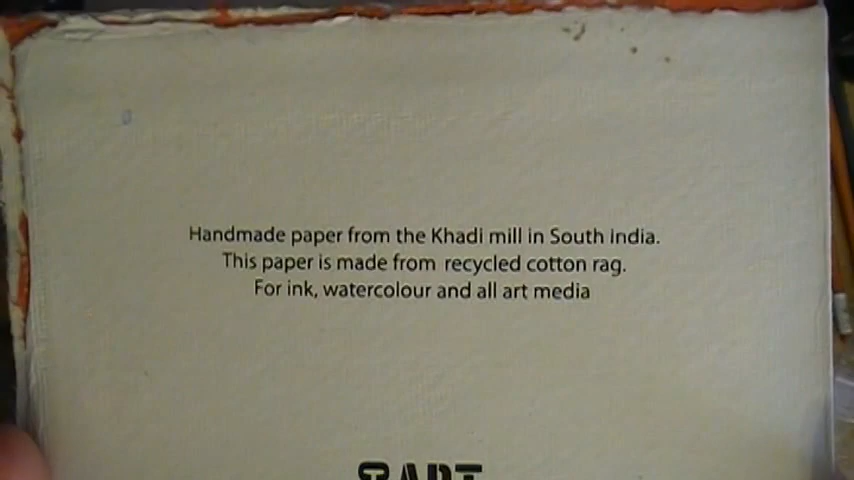 Handmade paper from the Khadi mill in South India.
This paper is made from recycled cotton rag.
For ink, watercolour and all art media